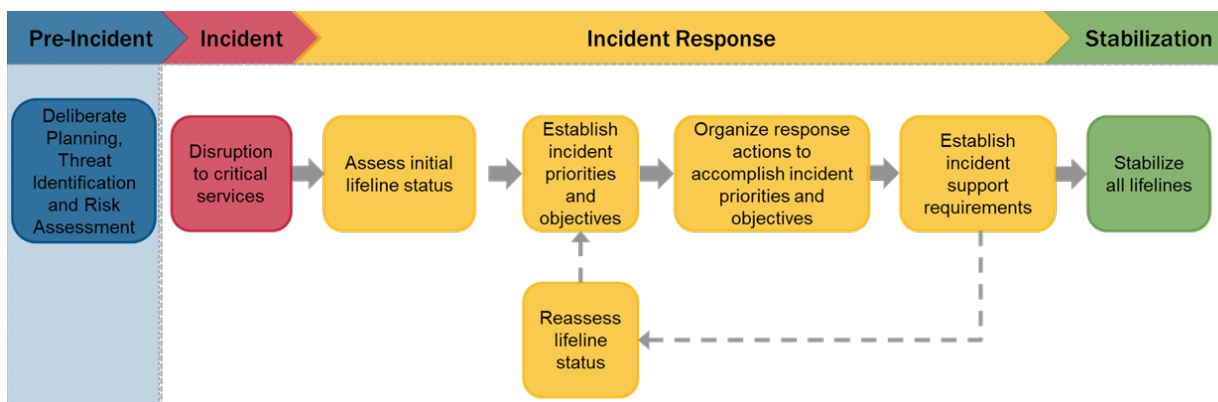 Pre-Incident
Incident
Incident Response
Stabilization
Deliberate
Planning,
Threat
Identification
and Risk
Assessment
Disruption
to critical
services
Assess initial
lifeline status
Establish
incident
priorities
and
objectives
Organize response
actions to
accomplish incident
priorities and
objectives
Establish
incident
support
requirements
Stabilize
all lifelines
Reassess
lifeline
status